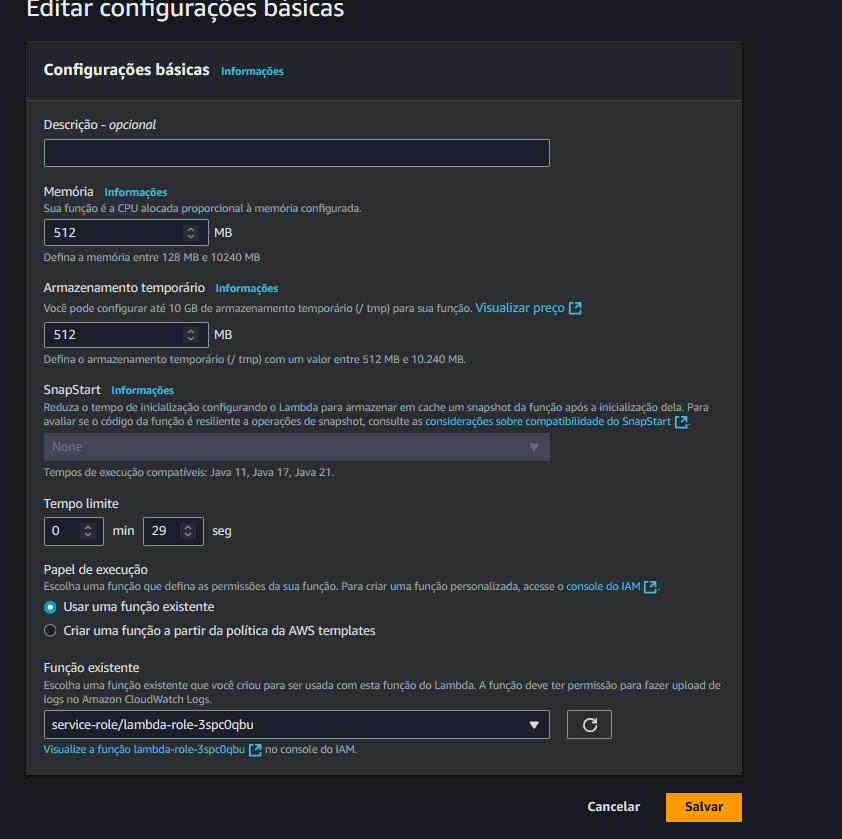 Editar configurações básicas
Configurações básicas Informações
Descrição - opcional
Memória Informações
Sua função é a CPU alocada proporcional à memória configurada.
512 MB
Defina a memória entre 128 MB e 10240 MB
Armazenamento temporário Informações
Você pode configurar até 10 GB de armazenamento temporário (/ tmp) para sua função. Visualizar preço
512 MB
Defina o armazenamento temporário (/ tmp) com um valor entre 512 MB e 10.240 MB.
SnapStart Informações
Reduza o tempo de inicialização configurando o Lambda para armazenar em cache um snapshot da função após a inicialização dela. Para
avaliar se o código da função é resiliente a operações de snapshot, consulte as considerações sobre compatibilidade do SnapStart.
None
Tempos de execução compatíveis: Java 11, Java 17, Java 21.
Tempo limite
0 min 29 seg
Papel de execução
Escolha uma função que defina as permissões da sua função. Para criar uma função personalizada, acesse o console do IAM.
Usar uma função existente
Criar uma função a partir da política da AWS templates
Função existente
Escolha uma função existente que você criou para ser usada com esta função do Lambda. A função deve ter permissão para fazer upload de
logs no Amazon CloudWatch Logs.
service-role/lambda-role-3spc0qbu
Visualize a função lambda-role-3spc0qbu no console do IAM.
Cancelar Salvar